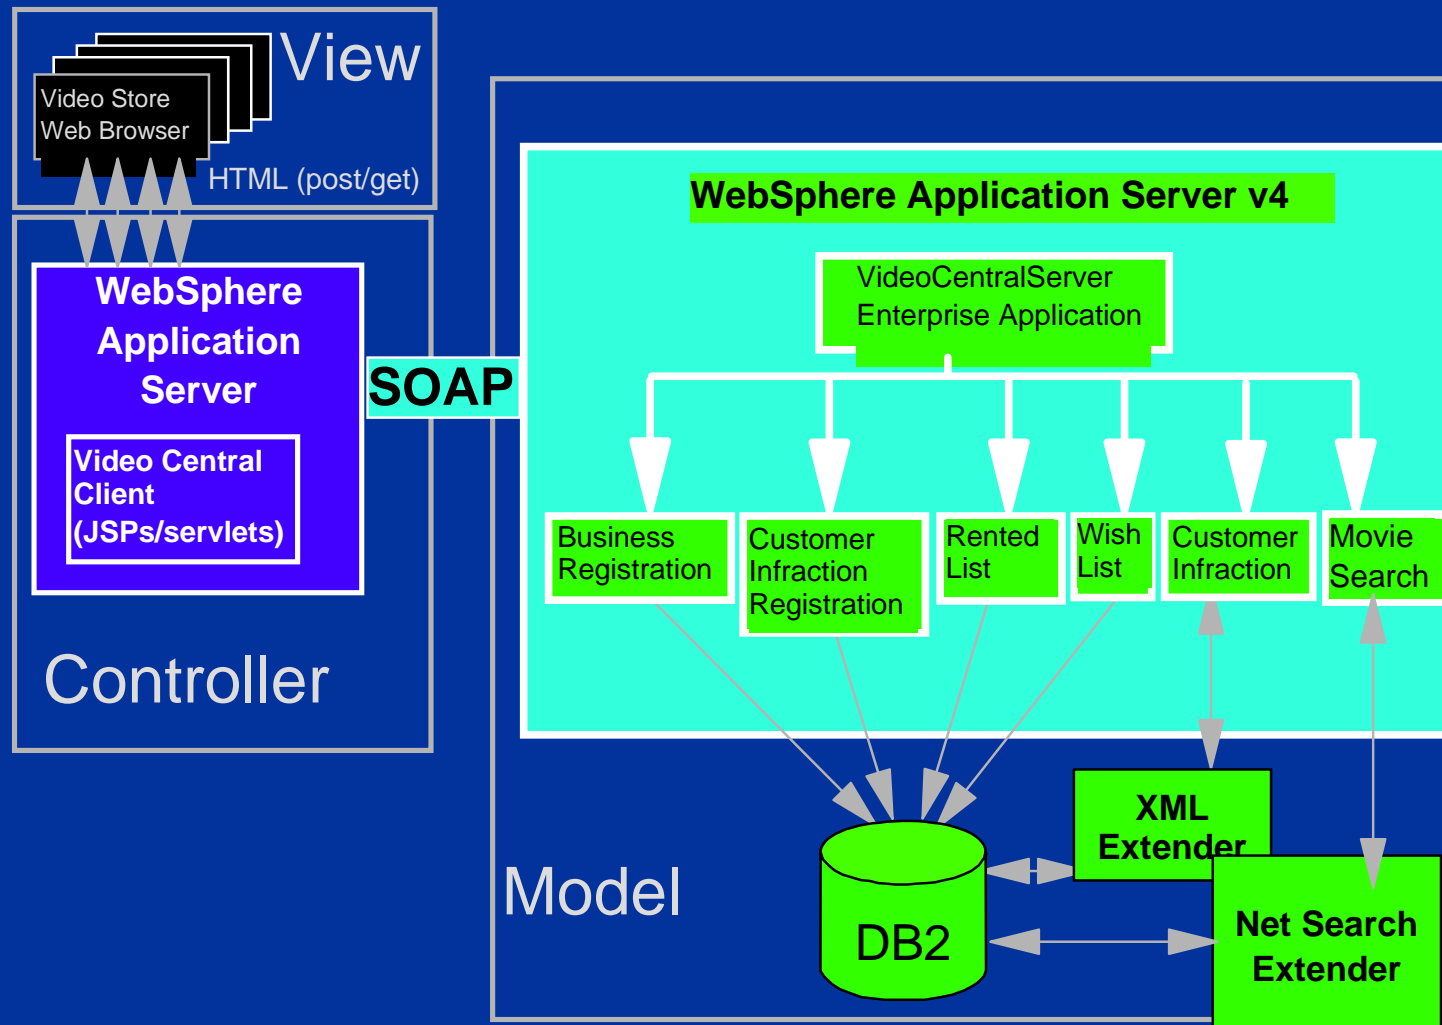 View
Video Store
Web Browser
HTML (post/get)
WebSphere
Application
Server
Video Central
Client
(JSPs/servlets)
Controller
SOAP
WebSphere Application Server v4
VideoCentralServer
Enterprise Application
Business
Registration
Customer
Infraction
Registration
Rented
List
Wish
List
Customer
Infraction
Movie
Search
Model
DB2
XML
Extender
Net Search
Extender